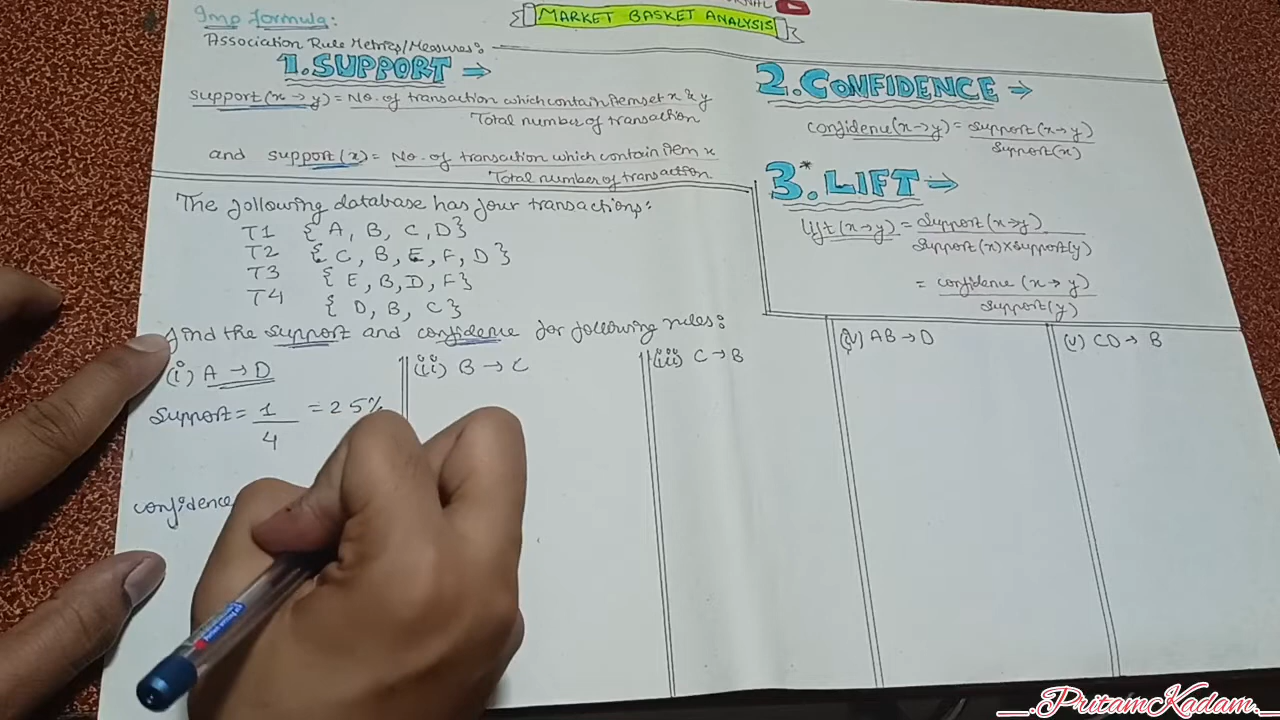 Imp formula:
MARKET BASKET ANALYSIS
Association Rule Metrics/Measures:
1. SUPPORT →
support(x → y) = No. of transaction which contain itemset x & y
Total number of transaction
and support(x) = No. of transaction which contain item x
Total number of transaction
2. CONFIDENCE →
confidence(x → y) = support(x → y)
support(x)
3.* LIFT →
Lift(x → y) = support(x → y)
support(x) x support(y)
= confidence (x → y)
support(y)
The following database has four transactions:
T1 { A, B, C, D}
T2 { C, B, E, F, D }
T3 { E, B, D, F}
T4 { D, B, C }
find the support and confidence for following rules:
(i) A → D
support = 1 = 25%
4
confidence
(ii) B → C
(iii) C → B
(iv) AB → D
(v) CD → B
__.PritamKadam.__